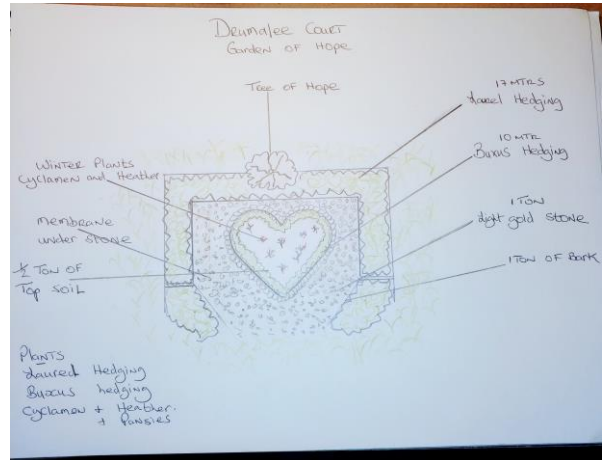 Drumalee Court
Garden of Hope
Tree of Hope
17 MTRS
Laurel Hedging
10 MTR
Buxus Hedging
Winter Plants
Cyclamen and Heather
1 Ton
Light gold stone
membrane
under stone
1 Ton of Bark
½ Ton of
Top Soil
Plants
Laurel Hedging
Buxus hedging
Cyclamen + Heather.
+ Pansies